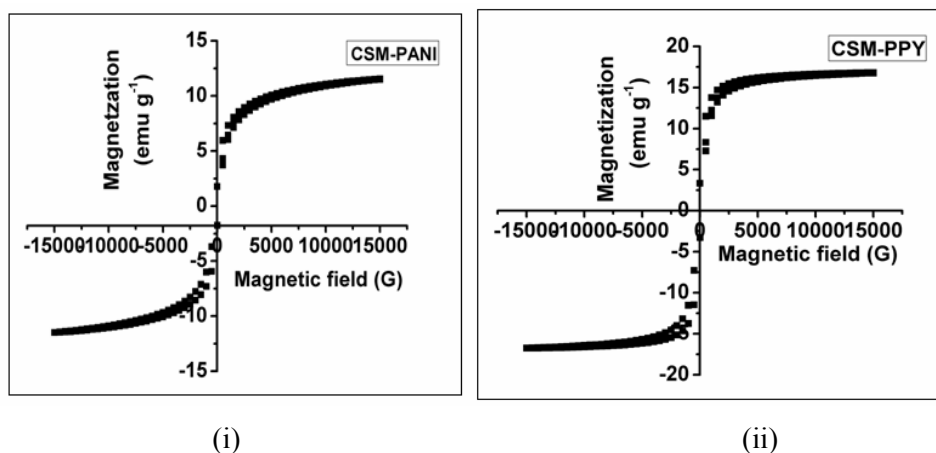 CSM-PANI
Magnetzation
(emu g-1)
15
10
5
0
-5
-10
-15
-15000 -10000 -5000 0 5000 10000 15000
Magnetic field (G)
(i)
CSM-PPY
Magnetization
(emu g-1)
20
15
10
5
0
-5
-10
-15
-20
-15000 -10000 -5000 0 5000 10000 15000
Magnetic field (G)
(ii)